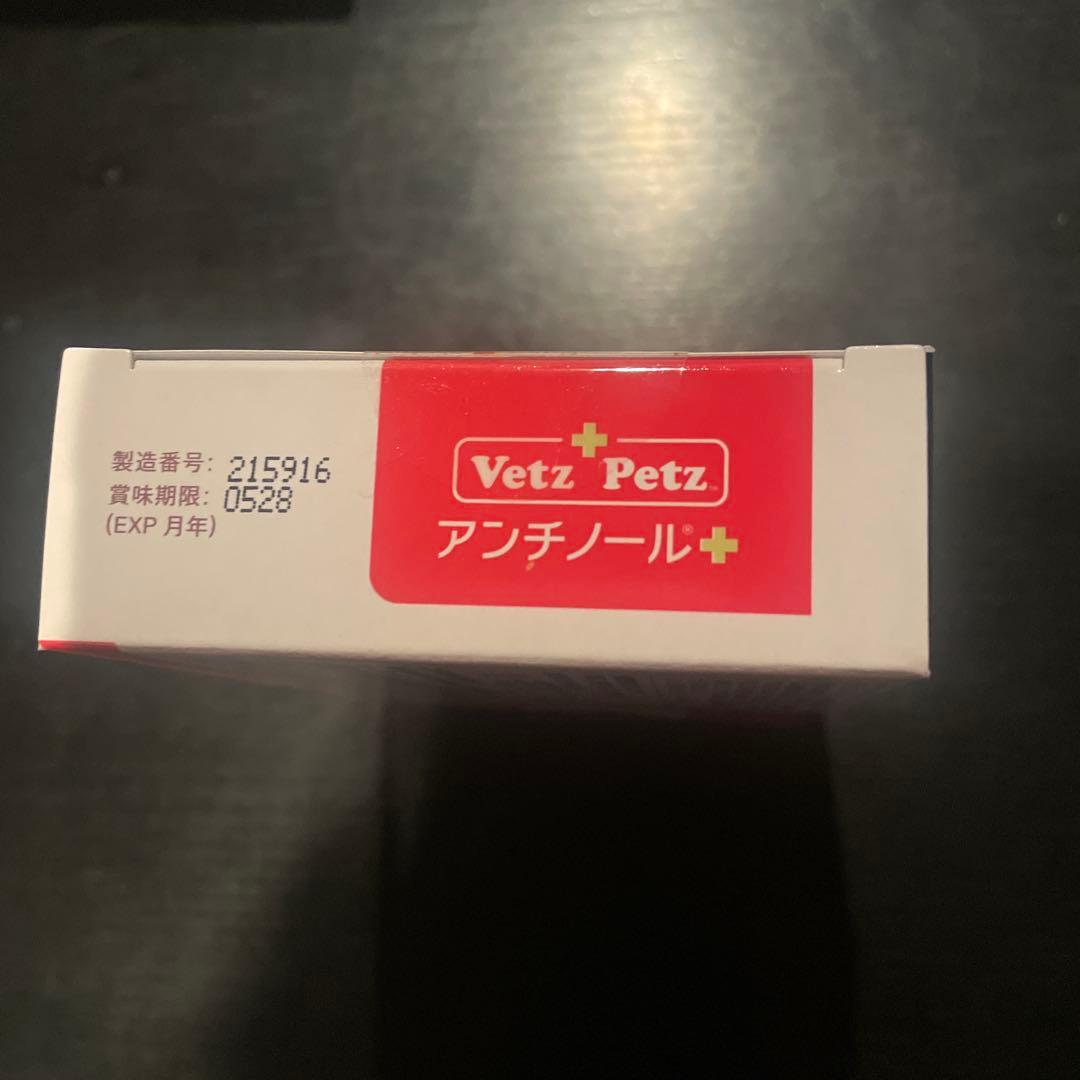 製造番号: 215916
賞味期限: 0528
(EXP 月年)
Vetz Petz™
アンチノール®+